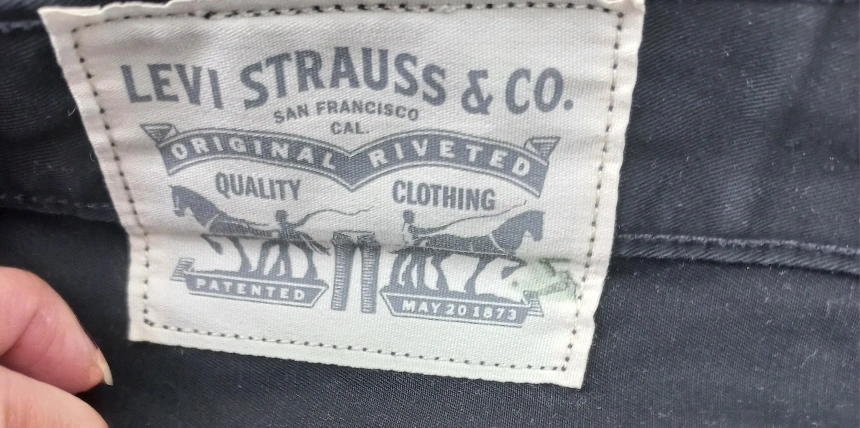 LEVI STRAUSS & CO.
SAN FRANCISCO
CAL.
ORIGINAL RIVETED
QUALITY CLOTHING
PATENTED MAY 20 1873